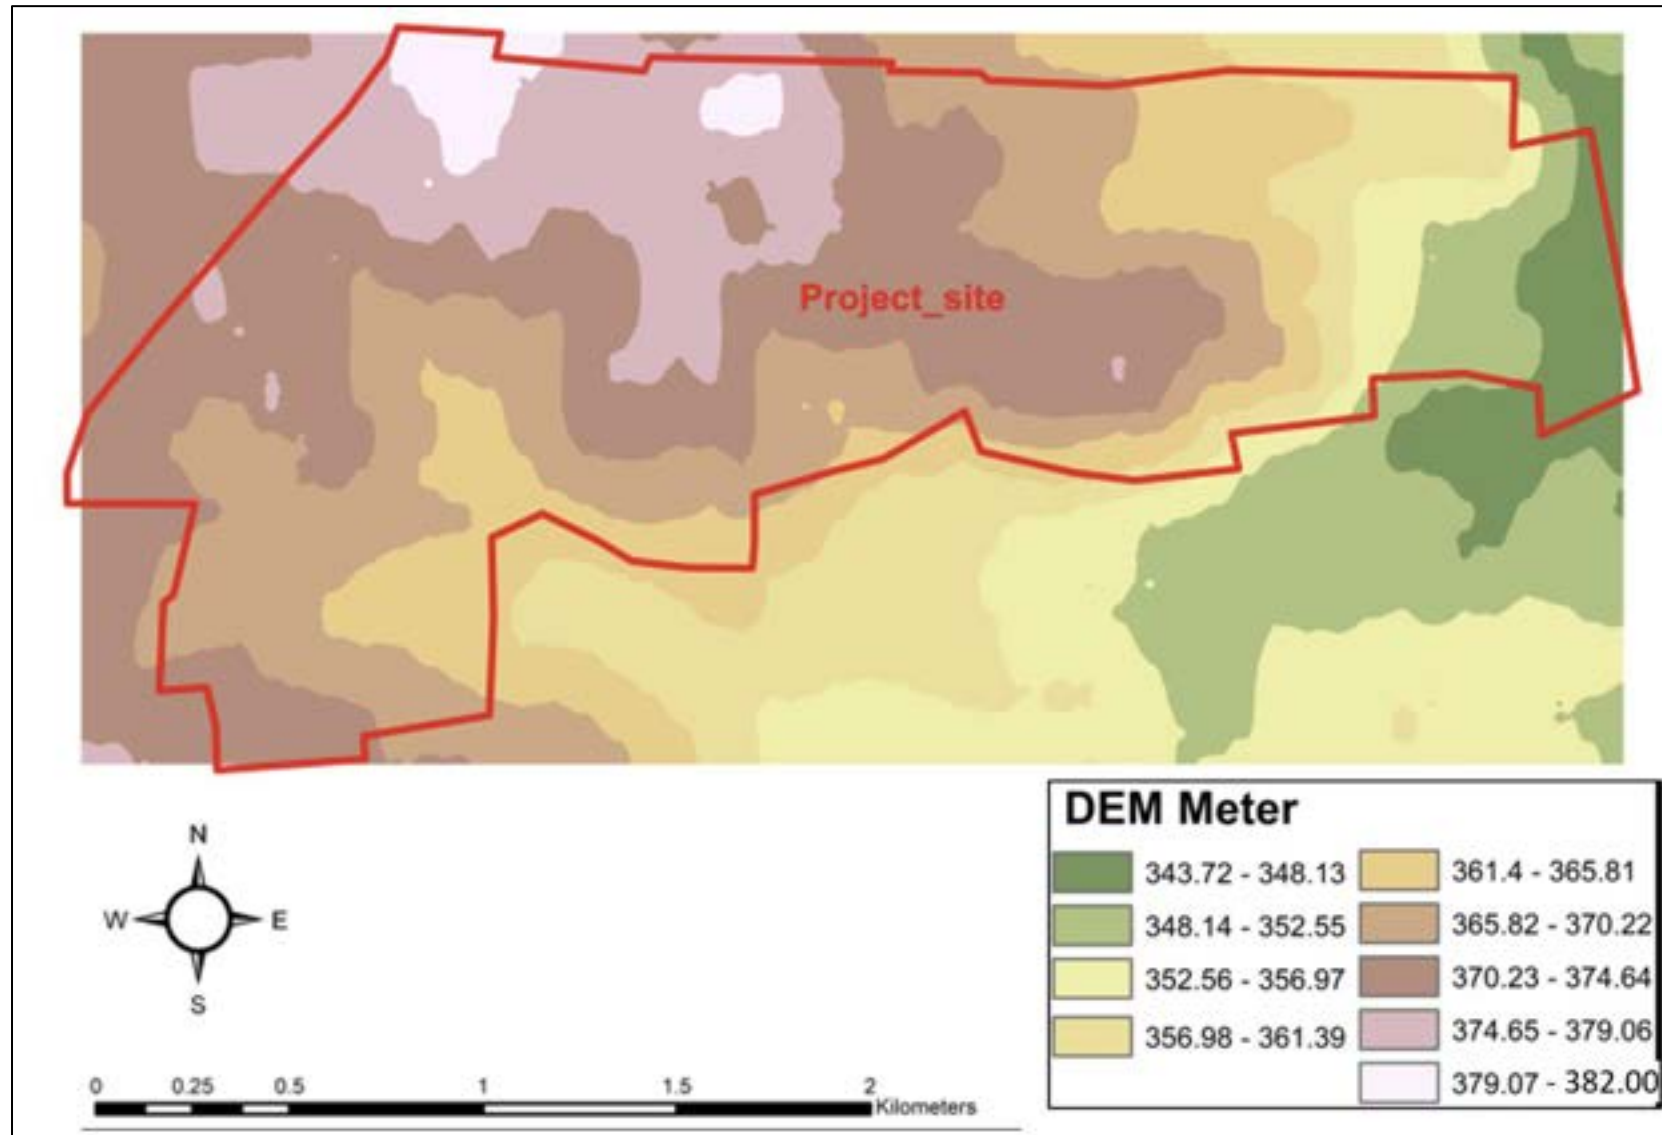 Project_site
DEM Meter
343.72 - 348.13
348.14 - 352.55
352.56 - 356.97
356.98 - 361.39
361.4 - 365.81
365.82 - 370.22
370.23 - 374.64
374.65 - 379.06
379.07 - 382.00
N
W E
S
0 0.25 0.5 1 1.5 2
Kilometers